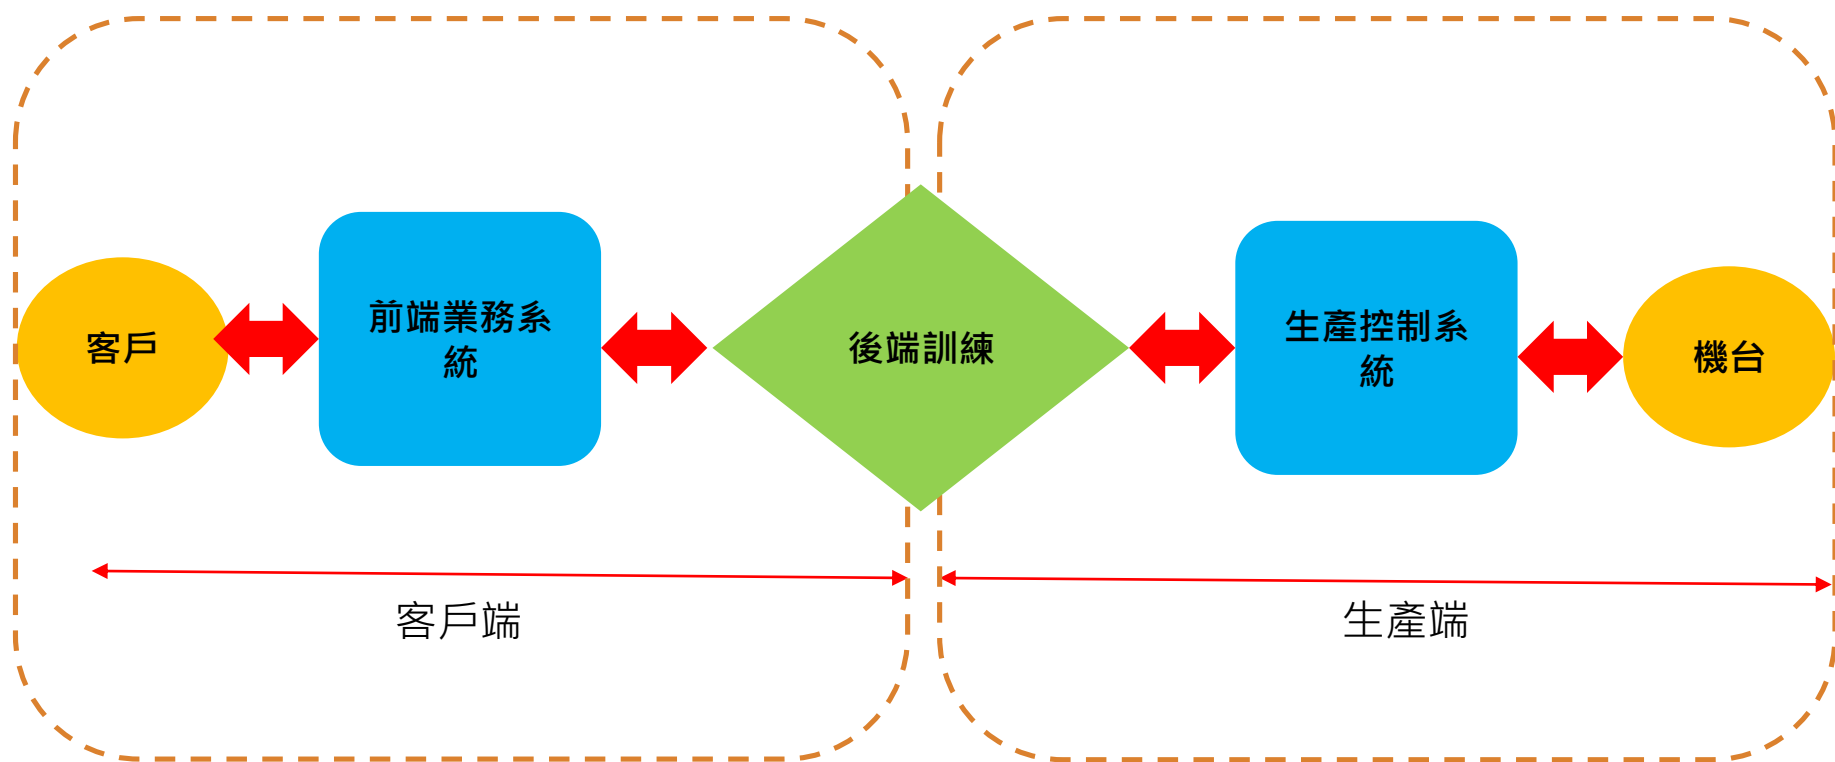 客戶
前端業務系
統
後端訓練
生產控制系
統
機台
客戶端
生產端